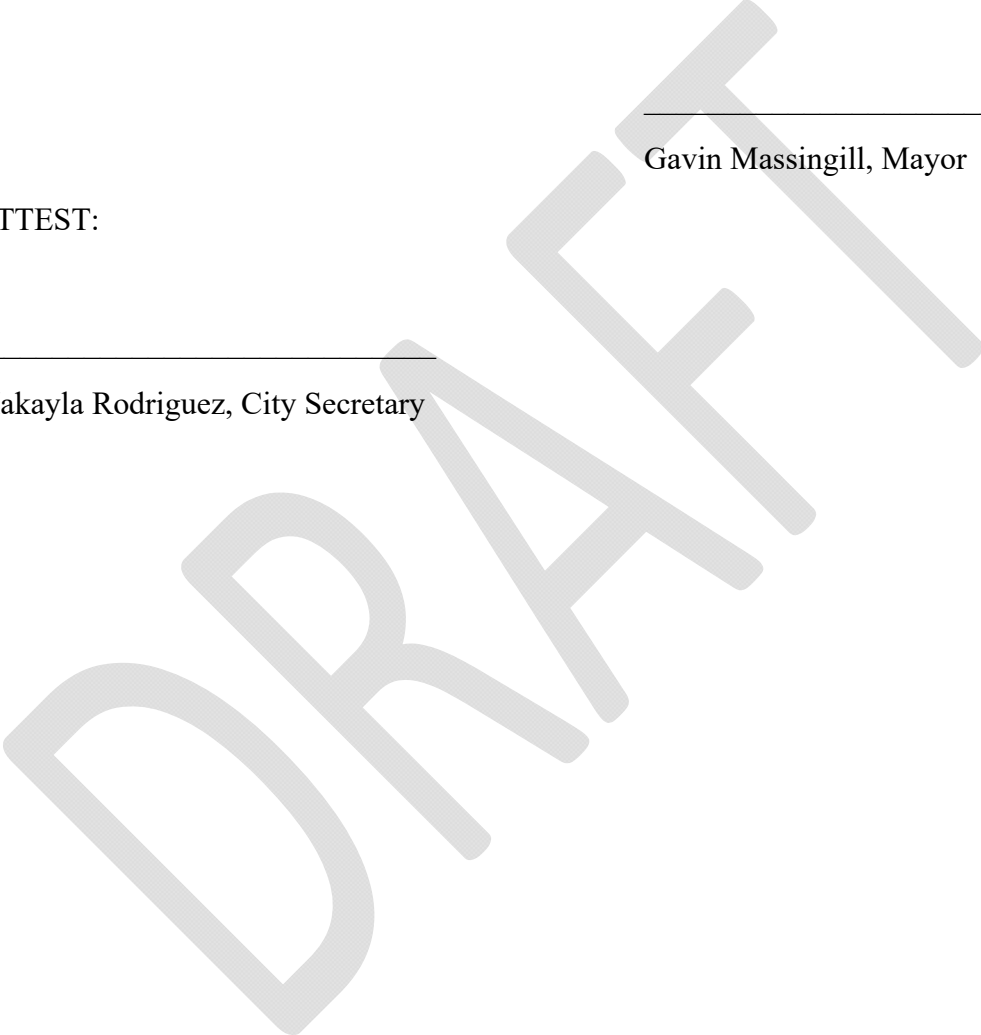 Gavin Massingill, Mayor
TTEST:
akayla Rodriguez, City Secretary
DRAFT